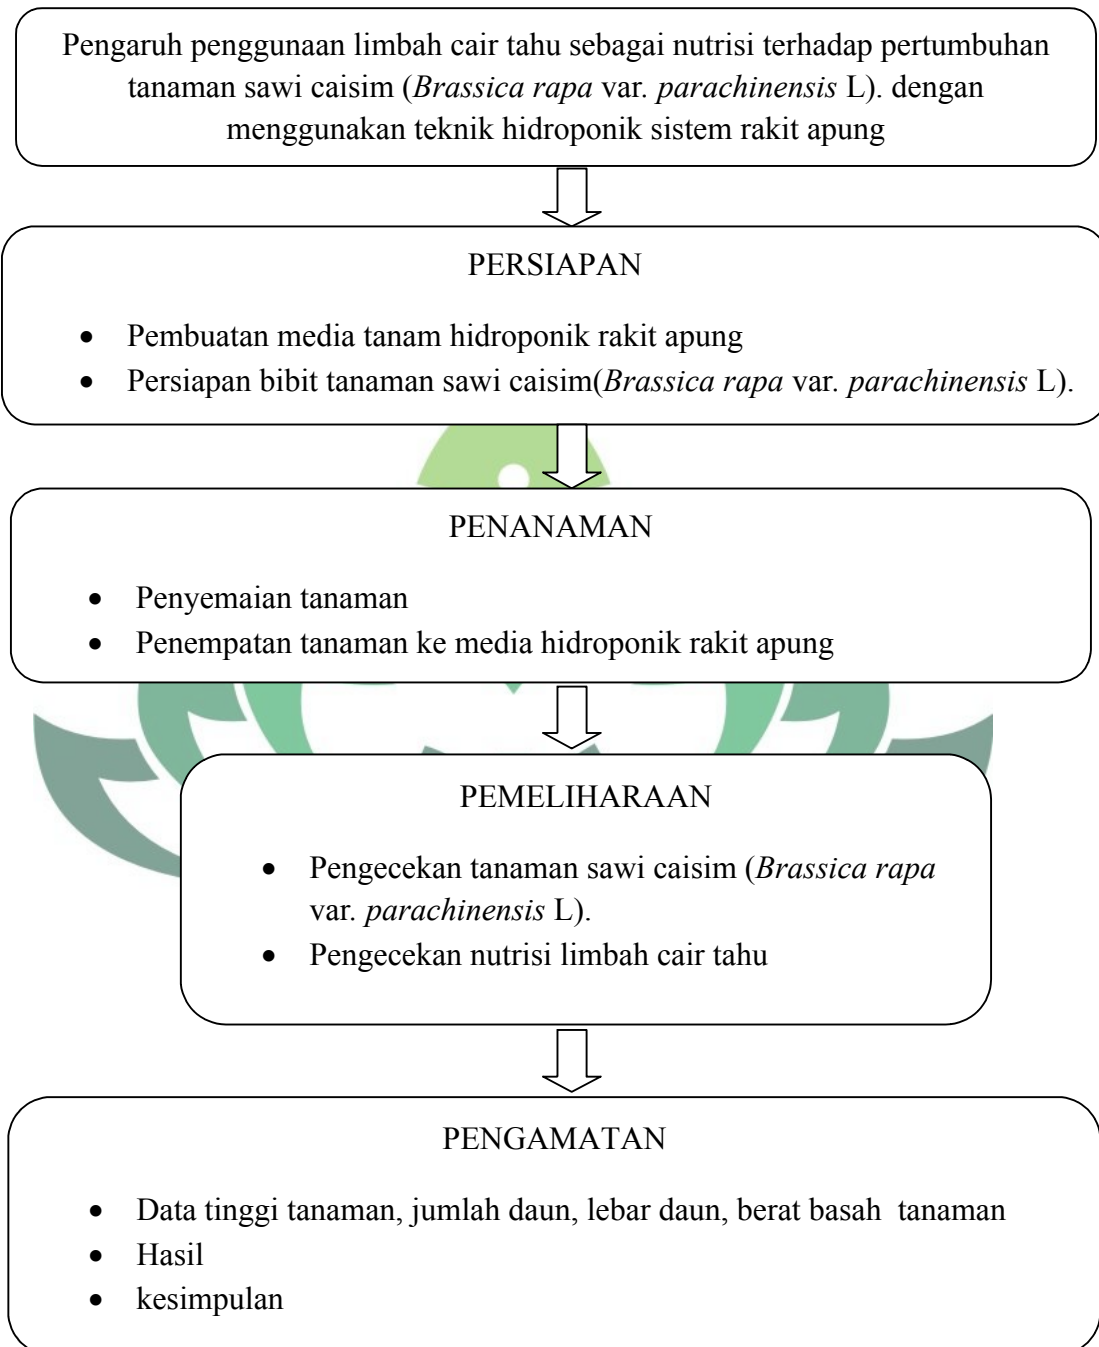 Pengaruh penggunaan limbah cair tahu sebagai nutrisi terhadap pertumbuhan
tanaman sawi caisim (Brassica rapa var. parachinensis L). dengan
menggunakan teknik hidroponik sistem rakit apung
PERSIAPAN
• Pembuatan media tanam hidroponik rakit apung
• Persiapan bibit tanaman sawi caisim(Brassica rapa var. parachinensis L).
PENANAMAN
• Penyemaian tanaman
• Penempatan tanaman ke media hidroponik rakit apung
PEMELIHARAAN
• Pengecekan tanaman sawi caisim (Brassica rapa
var. parachinensis L).
• Pengecekan nutrisi limbah cair tahu
PENGAMATAN
• Data tinggi tanaman, jumlah daun, lebar daun, berat basah  tanaman
• Hasil
• kesimpulan